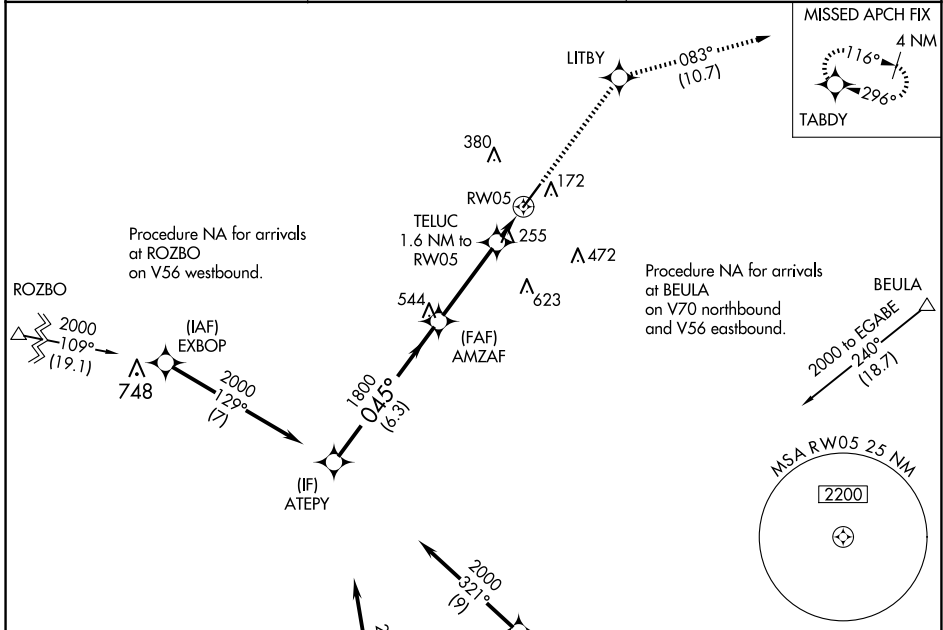 MISSED APCH FIX
4 NM
116°
296°
TABDY
LITBY
083°
(10.7)
380
172
RW05
TELUC
1.6 NM to
RW05
255
472
623
544
(FAF)
AMZAF
Procedure NA for arrivals
at ROZBO
on V56 westbound.
Procedure NA for arrivals
at BEULA
on V70 northbound
and V56 eastbound.
ROZBO
2000
109°
(19.1)
748
(IAF)
EXBOP
2000
129°
(7)
1800
045°
(6.3)
(IF)
ATEPY
BEULA
2000 to EGABE
240°
(18.7)
MSA RW05 25 NM
2200
2000
321°
(9)